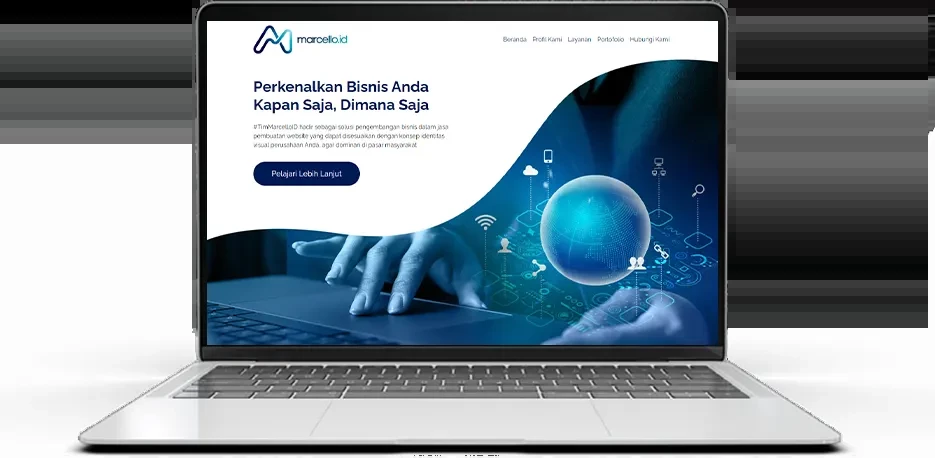 marcello.id
Beranda Profil Kami Layanan Portofolio Hubungi Kami
Perkenalkan Bisnis Anda
Kapan Saja, Dimana Saja
#TimMarcelloID hadir sebagai solusi pengembangan bisnis dalam jasa
pembuatan website yang dapat disesuaikan dengan konsep identitas
visual perusahaan Anda, agar dominan di pasar masyarakat.
Pelajari Lebih Lanjut